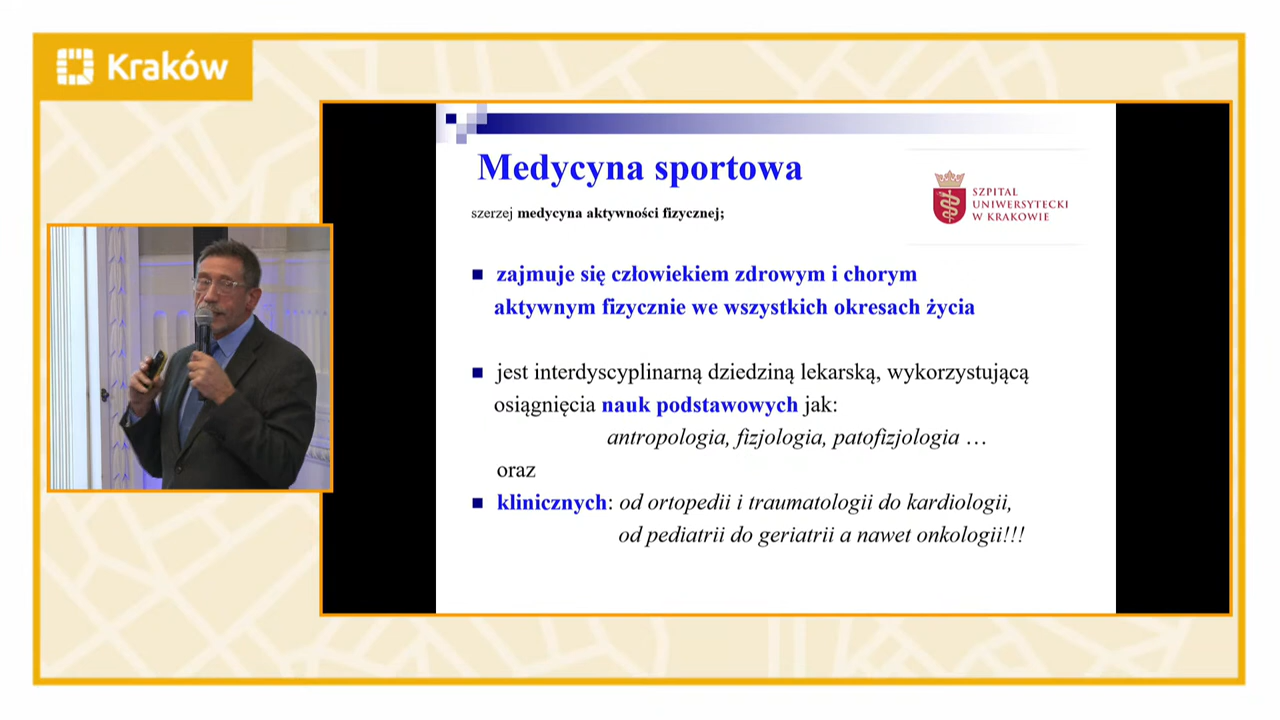 Kraków
Medycyna sportowa
SZPITAL
UNIWERSYTECKI
W KRAKOWIE
szerzej medycyna aktywności fizycznej;
zajmuje się człowiekiem zdrowym i chorym
aktywnym fizycznie we wszystkich okresach życia
jest interdyscyplinarną dziedziną lekarską, wykorzystującą
osiągnięcia nauk podstawowych jak:
antropologia, fizjologia, patofizjologia …
oraz
klinicznych: od ortopedii i traumatologii do kardiologii,
od pediatrii do geriatrii a nawet onkologii!!!